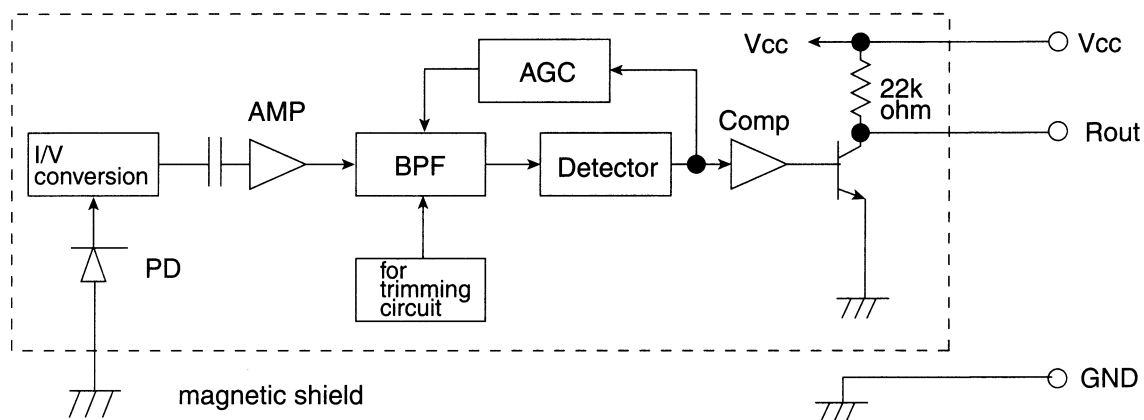 Vcc
Vcc
AGC
22k
ohm
AMP
Comp
Rout
I/V
conversion
BPF
Detector
PD
for
trimming
circuit
magnetic shield
GND